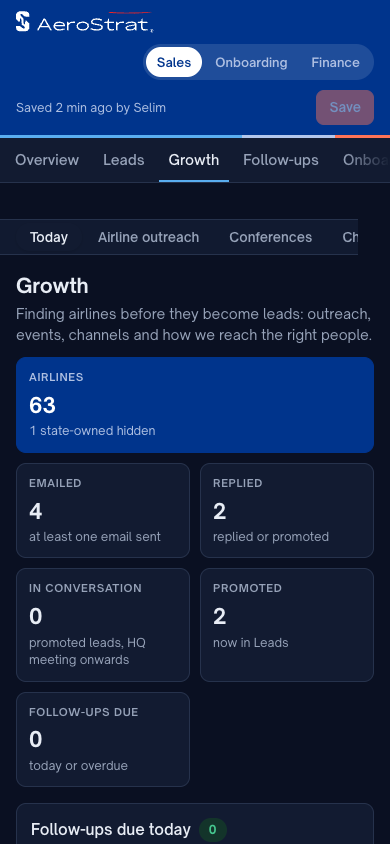 AeroStrat
Sales Onboarding Finance
Saved 2 min ago by Selim
Save
Overview Leads Growth Follow-ups Onboa
Today Airline outreach Conferences Ch
Growth
Finding airlines before they become leads: outreach,
events, channels and how we reach the right people.
AIRLINES
63
1 state-owned hidden
EMAILED
4
at least one email sent
REPLIED
2
replied or promoted
IN CONVERSATION
0
promoted leads, HQ
meeting onwards
PROMOTED
2
now in Leads
FOLLOW-UPS DUE
0
today or overdue
Follow-ups due today 0